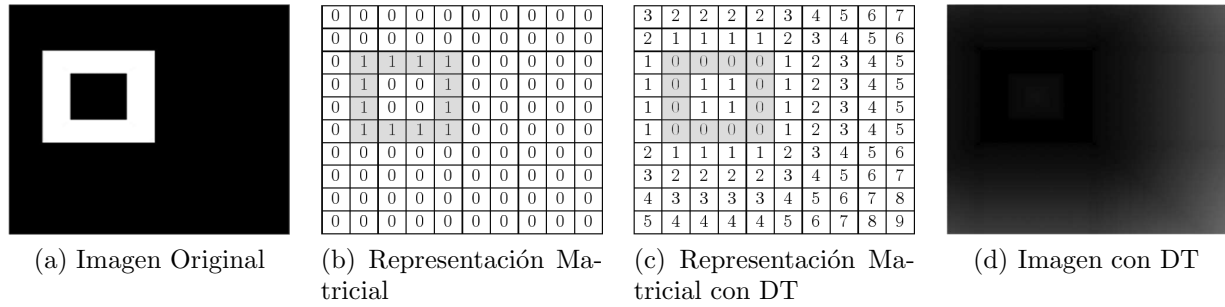 0 0 0 0 0 0 0 0 0 0
0 0 0 0 0 0 0 0 0 0
0 1 1 1 1 0 0 0 0 0
0 1 0 0 1 0 0 0 0 0
0 1 0 0 1 0 0 0 0 0
0 1 1 1 1 0 0 0 0 0
0 0 0 0 0 0 0 0 0 0
0 0 0 0 0 0 0 0 0 0
0 0 0 0 0 0 0 0 0 0
0 0 0 0 0 0 0 0 0 0
3 2 2 2 2 3 4 5 6 7
2 1 1 1 1 2 3 4 5 6
1 0 0 0 0 1 2 3 4 5
1 0 1 1 0 1 2 3 4 5
1 0 1 1 0 1 2 3 4 5
1 0 0 0 0 1 2 3 4 5
2 1 1 1 1 2 3 4 5 6
3 2 2 2 2 3 4 5 6 7
4 3 3 3 3 4 5 6 7 8
5 4 4 4 4 5 6 7 8 9
(a) Imagen Original
(b) Representación Ma-
tricial
(c) Representación Ma-
tricial con DT
(d) Imagen con DT